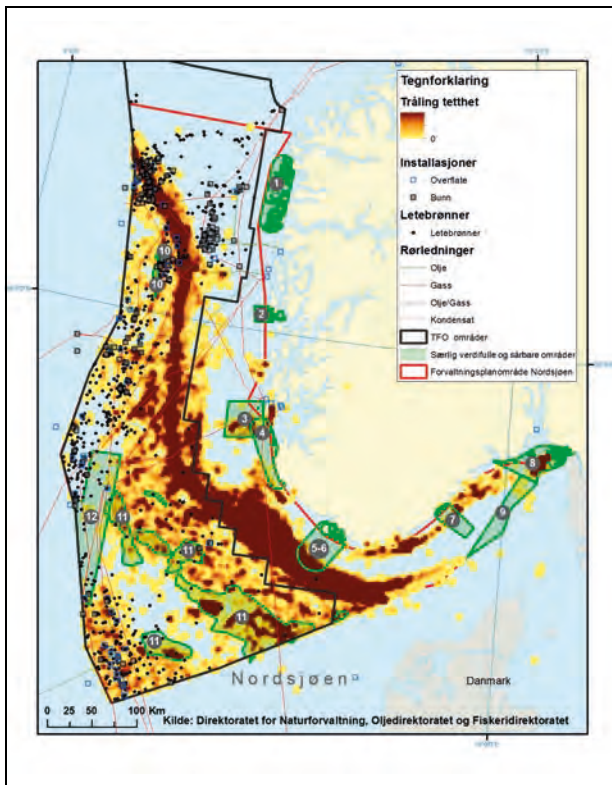 Tegnforklaring
Tråling tetthet
0
Installasjoner
Overflate
Bunn
Letebrønner
Letebrønner
Rørledninger
Olje
Gass
Olje/Gass
Kondensat
TFO områder
Særlig verdifulle og sårbare områder
Forvaltningsplanområde Nordsjøen
1
10
10
2
3
4
8
12
11
7
9
11
5-6
11
11
Nordsjøen
Danmark
0 25 50 100 Km
Kilde: Direktoratet for Naturforvaltning, Oljedirektoratet og Fiskeridirektoratet